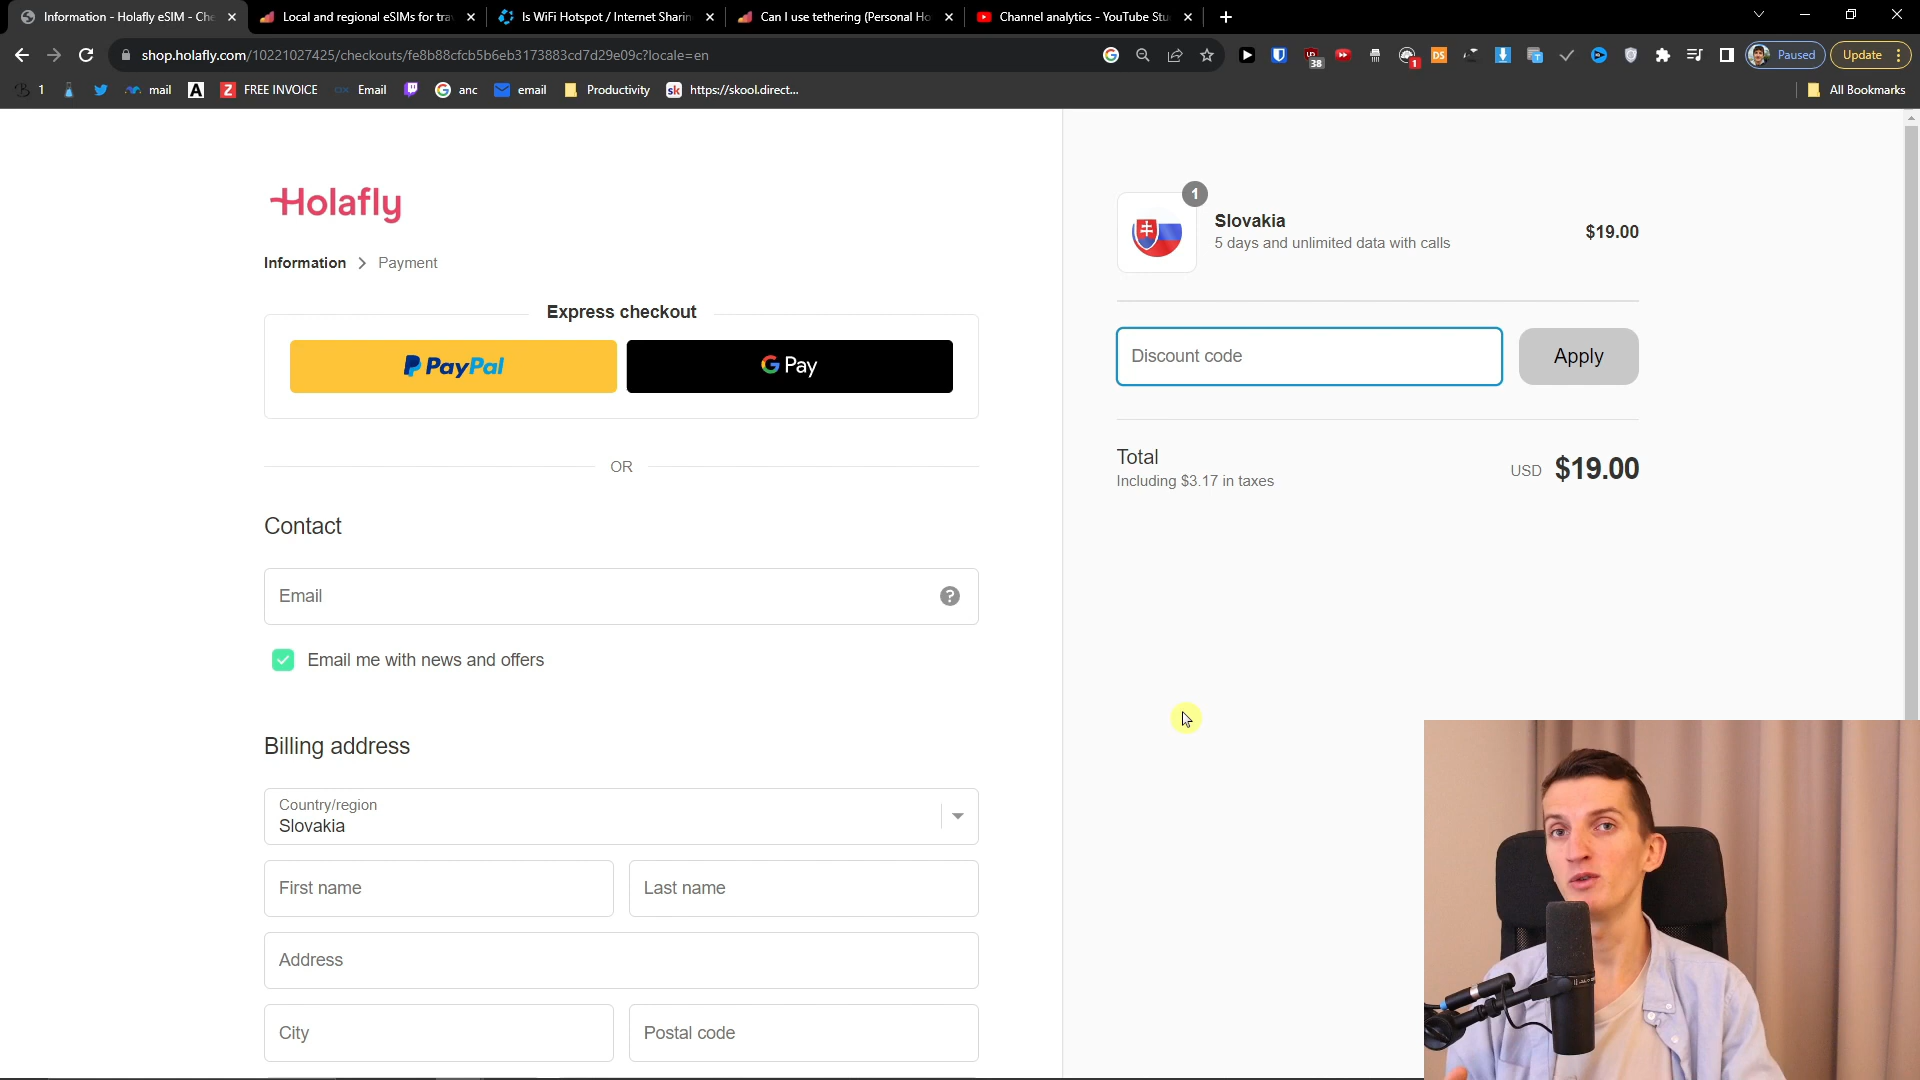 Information - Holafly eSIM - Che
Local and regional eSIMs for tra
Is WiFi Hotspot / Internet Sharin
Can I use tethering (Personal Ho
Channel analytics - YouTube Stu
shop.holafly.com/10221027425/checkouts/fe8b88cfcb5b6eb3173883cd7d29e09c?locale=en
38
1
DS
Paused
Update
1
mail
A
Z FREE INVOICE
Email
anc
email
Productivity
sk https://skool.direct...
All Bookmarks
Holafly
Information > Payment
Express checkout
PayPal
G Pay
OR
Contact
Email
?
Email me with news and offers
Billing address
Country/region
Slovakia
First name
Last name
Address
City
Postal code
1
Slovakia
5 days and unlimited data with calls
$19.00
Discount code
Apply
Total
Including $3.17 in taxes
USD $19.00